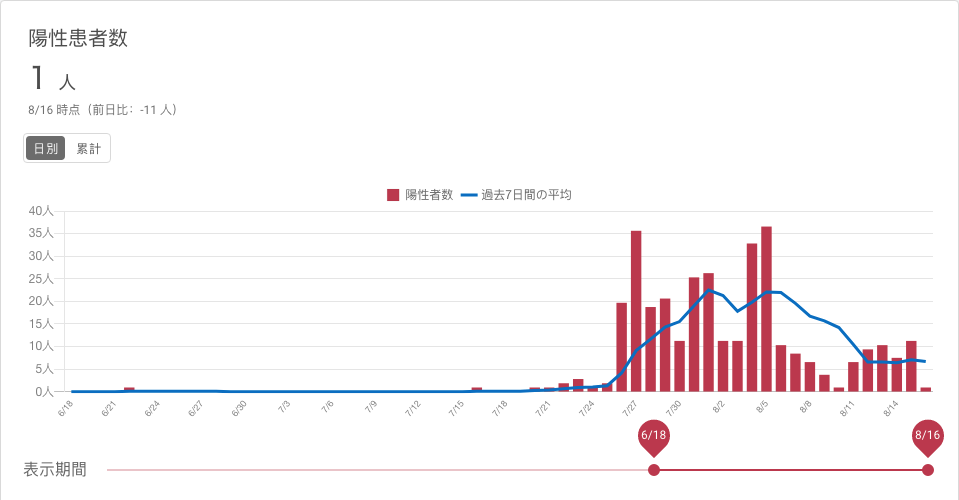 陽性患者数
1 人
8/16 時点（前日比：-11 人）
日別 累計
陽性者数 過去7日間の平均
40人
35人
30人
25人
20人
15人
10人
5人
0人
6/18 6/21 6/24 6/27 6/30 7/3 7/6 7/9 7/12 7/15 7/18 7/21 7/24 7/27 7/30 8/2 8/5 8/8 8/11 8/14
6/18 8/16
表示期間